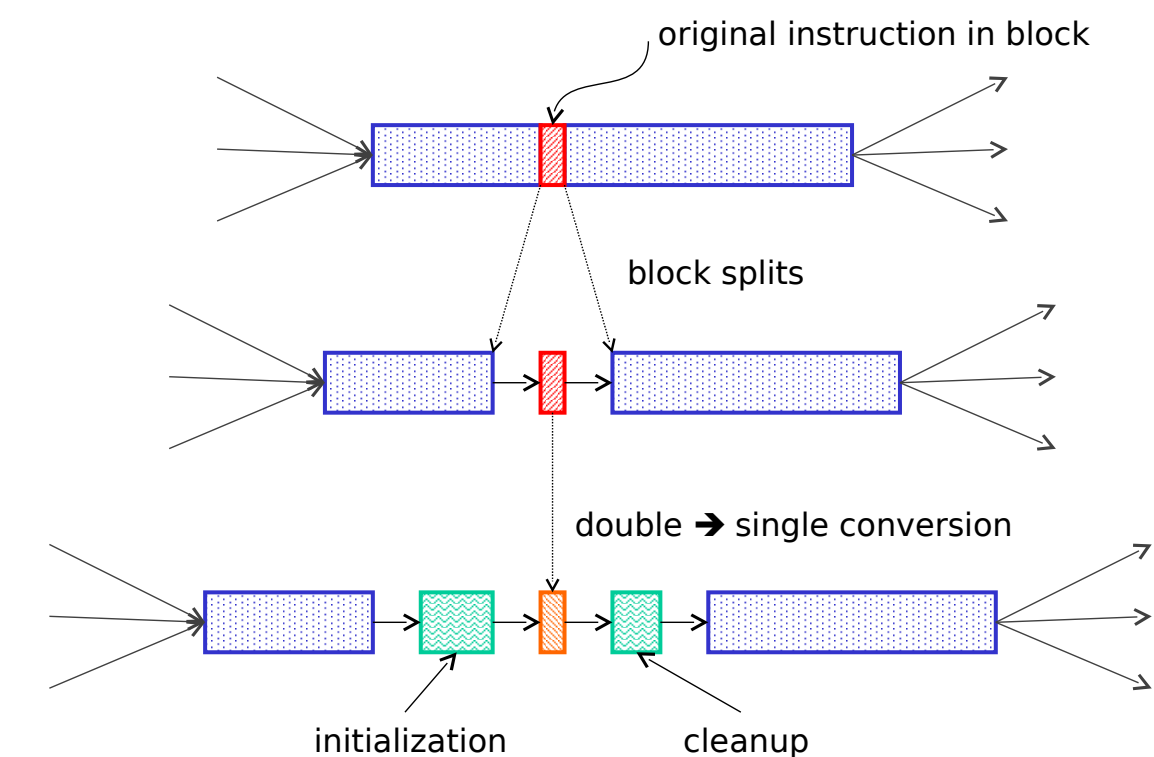 original instruction in block
block splits
double ➔ single conversion
initialization
cleanup